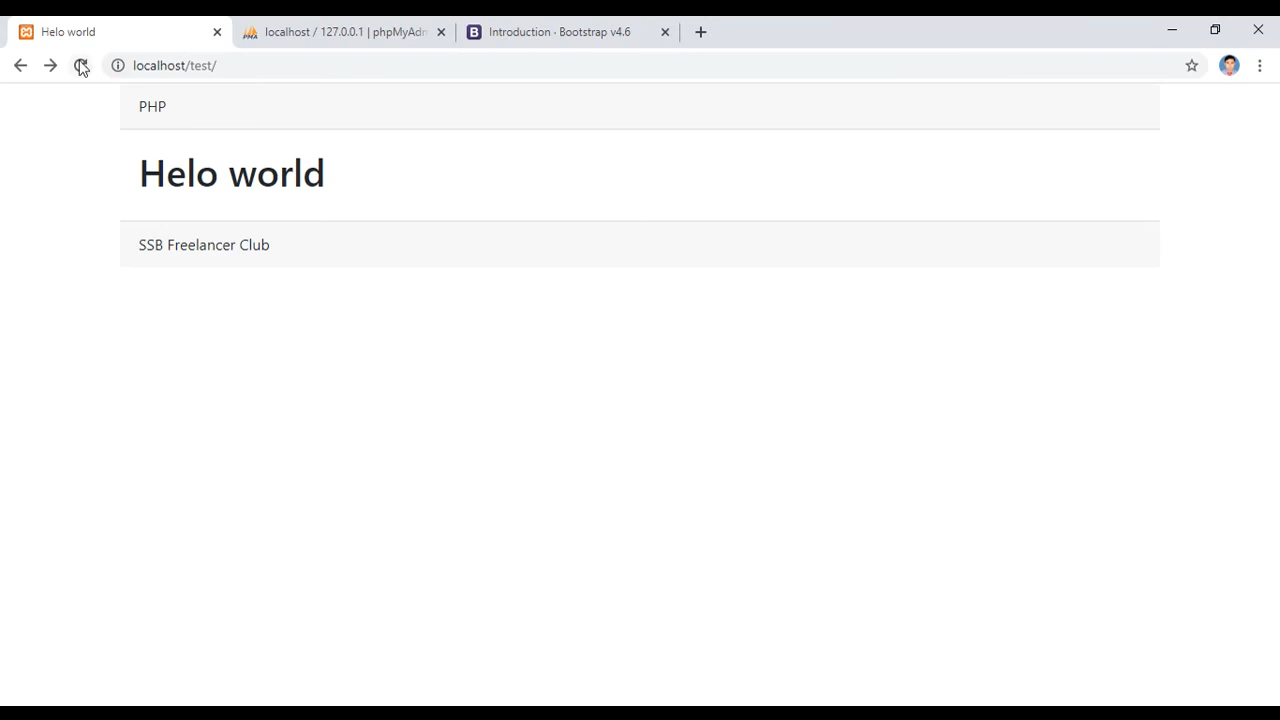 Helo world
localhost / 127.0.0.1 | phpMyAdm
Introduction · Bootstrap v4.6
localhost/test/
PHP
Helo world
SSB Freelancer Club